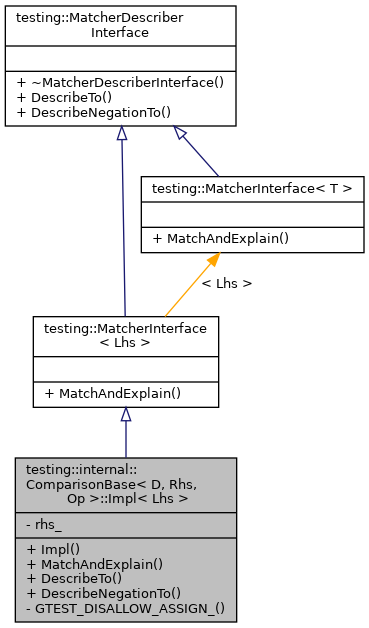 testing::MatcherDescriber
Interface
+ ~MatcherDescriberInterface()
+ DescribeTo()
+ DescribeNegationTo()
testing::MatcherInterface< T >
+ MatchAndExplain()
< Lhs >
testing::MatcherInterface
< Lhs >
+ MatchAndExplain()
testing::internal::
ComparisonBase< D, Rhs,
Op >::Impl< Lhs >
- rhs_
+ Impl()
+ MatchAndExplain()
+ DescribeTo()
+ DescribeNegationTo()
- GTEST_DISALLOW_ASSIGN_()